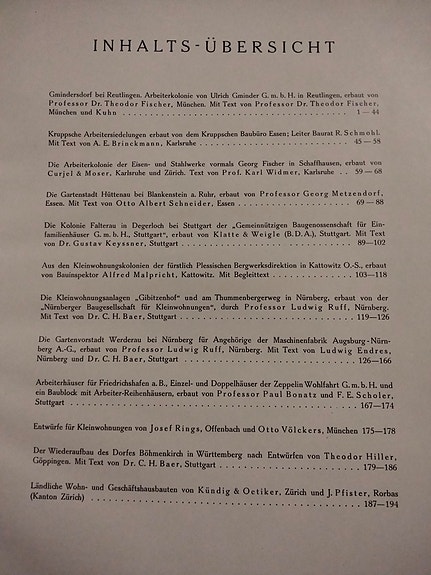 INHALTS-ÜBERSICHT
Gmindersdorf bei Reutlingen. Arbeiterkolonie von Ulrich Gminder G. m. b. H. in Reutlingen, erbaut von
Professor Dr. Theodor Fischer, München. Mit Text von Professor Dr. Theodor Fischer,
München und Kuhn . . . . . . . . . . . . . . . . . . . . 1—44
Kruppsche Arbeitersiedelungen erbaut von dem Kruppschen Baubüro Essen; Leiter Baurat R. Schmohl.
Mit Text von A. E. Brinckmann, Karlsruhe . . . . . . . . . . . . . 45—58
Die Arbeiterkolonie der Eisen- und Stahlwerke vormals Georg Fischer in Schaffhausen, erbaut von
Curjel & Moser, Karlsruhe und Zürich. Text von Prof. Karl Widmer, Karlsruhe . . 59—68
Die Gartenstadt Hüttenau bei Blankenstein a. Ruhr, erbaut von Professor Georg Metzendorf,
Essen. Mit Text von Otto Albert Schneider, Essen . . . . . . . . . . 69—88
Die Kolonie Falterau in Degerloch bei Stuttgart der „Gemeinnützigen Baugenossenschaft für Ein-
familienhäuser G. m. b. H., Stuttgart", erbaut von Klatte & Weigle (B. D. A.), Stuttgart. Mit Text
von Dr. Gustav Keyssner, Stuttgart . . . . . . . . . . . . . . 89—102
Aus den Kleinwohnungskolonien der fürstlich Plessischen Bergwerksdirektion in Kattowitz O.-S., erbaut
von Bauinspektor Alfred Malpricht, Kattowitz. Mit Begleittext . . . . . . . 103—118
Die Kleinwohnungsanlagen „Gibitzenhof" und am Thummenbergerweg in Nürnberg, erbaut von der
„Nürnberger Baugesellschaft für Kleinwohnungen", durch Professor Ludwig Ruff, Nürnberg.
Mit Text von Dr. C. H. Baer, Stuttgart . . . . . . . . . . . . . 119—126
Die Gartenvorstadt Werderau bei Nürnberg für Angehörige der Maschinenfabrik Augsburg-Nürn-
berg A.-G., erbaut von Professor Ludwig Ruff, Nürnberg. Mit Text von Ludwig Endres,
Nürnberg und Dr. C. H. Baer, Stuttgart . . . . . . . . . . . . . 126—166
Arbeiterhäuser für Friedrichshafen a. B., Einzel- und Doppelhäuser der Zeppelin Wohlfahrt G. m. b. H. und
ein Baublock mit Arbeiter-Reihenhäusern, erbaut von Professor Paul Bonatz und F. E. Scholer,
Stuttgart . . . . . . . . . . . . . . . . . . . . . . 167—174
Entwürfe für Kleinwohnungen von Josef Rings, Offenbach und Otto Völckers, München 175—178
Der Wiederaufbau des Dorfes Böhmenkirch in Württemberg nach Entwürfen von Theodor Hiller,
Göppingen. Mit Text von Dr. C. H. Baer, Stuttgart . . . . . . . . . . 179—186
Ländliche Wohn- und Geschäftshausbauten von Kündig & Oetiker, Zürich und J. Pfister, Rorbas
(Kanton Zürich) . . . . . . . . . . . . . . . . . . . . 187—194